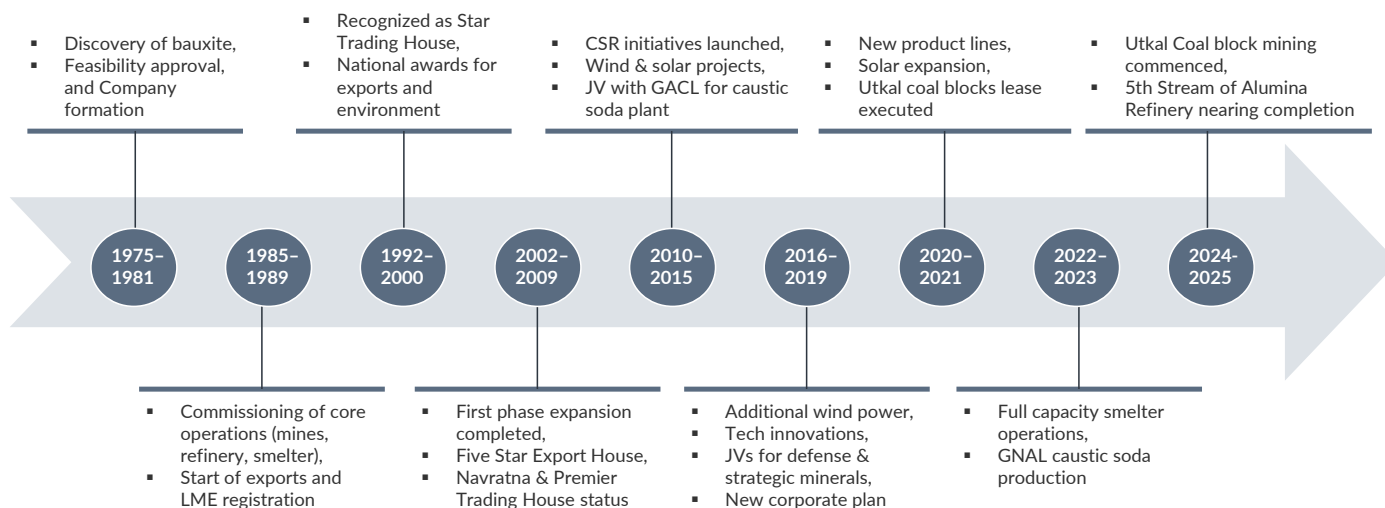 ▪ Discovery of bauxite,
▪ Feasibility approval,
and Company
formation
▪ Recognized as Star
Trading House,
▪ National awards for
exports and
environment
▪ CSR initiatives launched,
▪ Wind & solar projects,
▪ JV with GACL for caustic
soda plant
▪ New product lines,
▪ Solar expansion,
▪ Utkal coal blocks lease
executed
▪ Utkal Coal block mining
commenced,
▪ 5th Stream of Alumina
Refinery nearing completion
1975–
1981
1985–
1989
1992–
2000
2002–
2009
2010–
2015
2016–
2019
2020–
2021
2022–
2023
2024-
2025
▪ Commissioning of core
operations (mines,
refinery, smelter),
▪ Start of exports and
LME registration
▪ First phase expansion
completed,
▪ Five Star Export House,
▪ Navratna & Premier
Trading House status
▪ Additional wind power,
▪ Tech innovations,
▪ JVs for defense &
strategic minerals,
▪ New corporate plan
▪ Full capacity smelter
operations,
▪ GNAL caustic soda
production